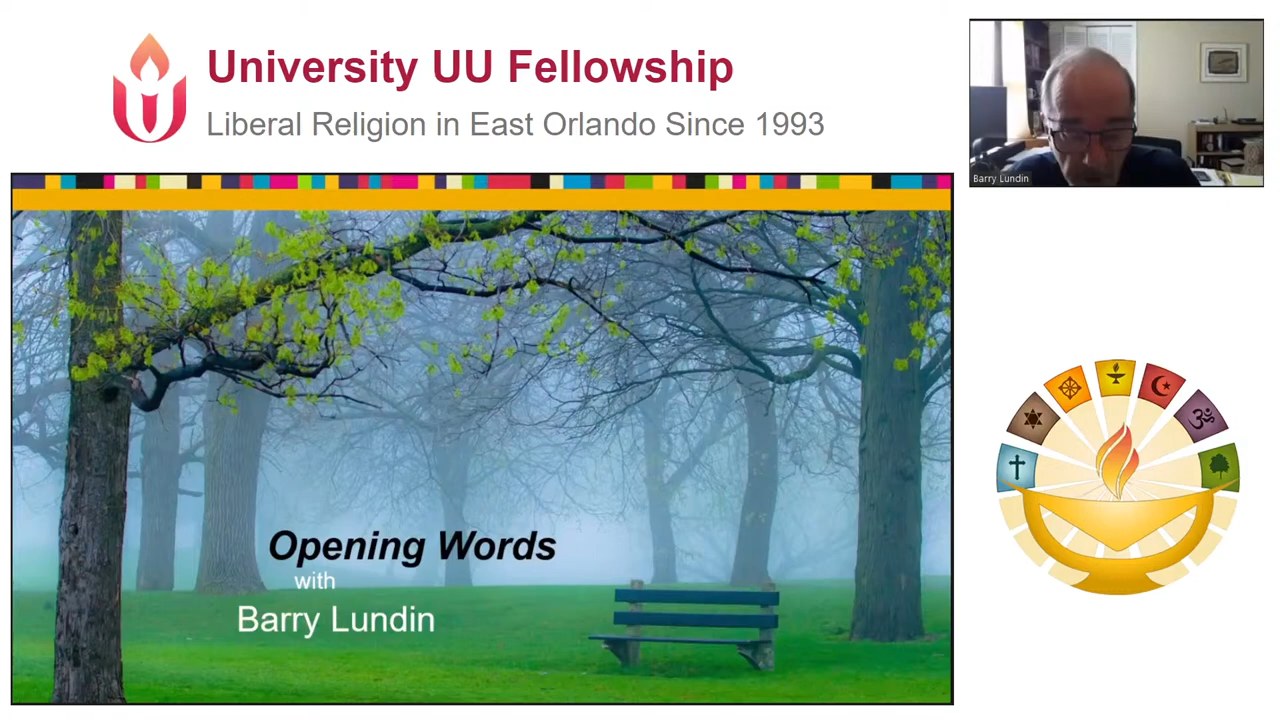 University UU Fellowship
Liberal Religion in East Orlando Since 1993
Barry Lundin
Opening Words
with
Barry Lundin